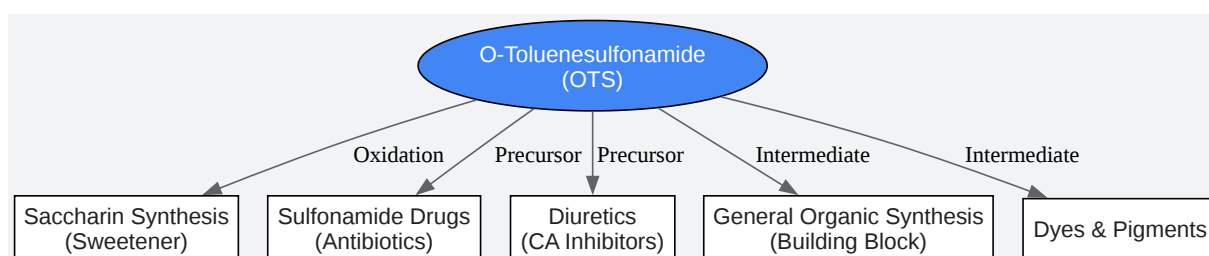 O-Toluenesulfonamide
(OTS)
Oxidation
Precursor
Precursor
Intermediate
Intermediate
Saccharin Synthesis
(Sweetener)
Sulfonamide Drugs
(Antibiotics)
Diuretics
(CA Inhibitors)
General Organic Synthesis
(Building Block)
Dyes & Pigments